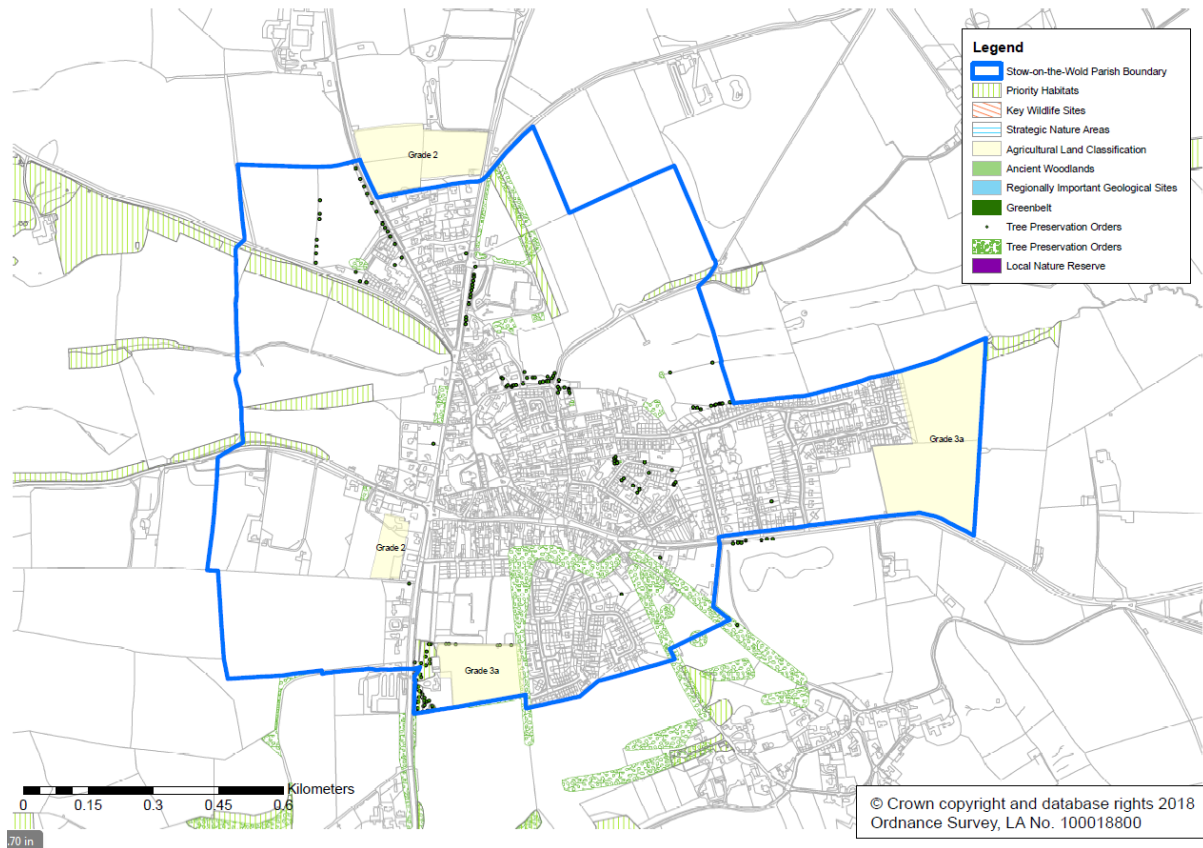 Legend
Stow-on-the-Wold Parish Boundary
Priority Habitats
Key Wildlife Sites
Strategic Nature Areas
Agricultural Land Classification
Ancient Woodlands
Regionally Important Geological Sites
Greenbelt
Tree Preservation Orders
Tree Preservation Orders
Local Nature Reserve
Grade 2
Grade 3a
Grade 2
Grade 3a
Kilometers
0 0.15 0.3 0.45 0.6
© Crown copyright and database rights 2018
Ordnance Survey, LA No. 100018800
.70 in